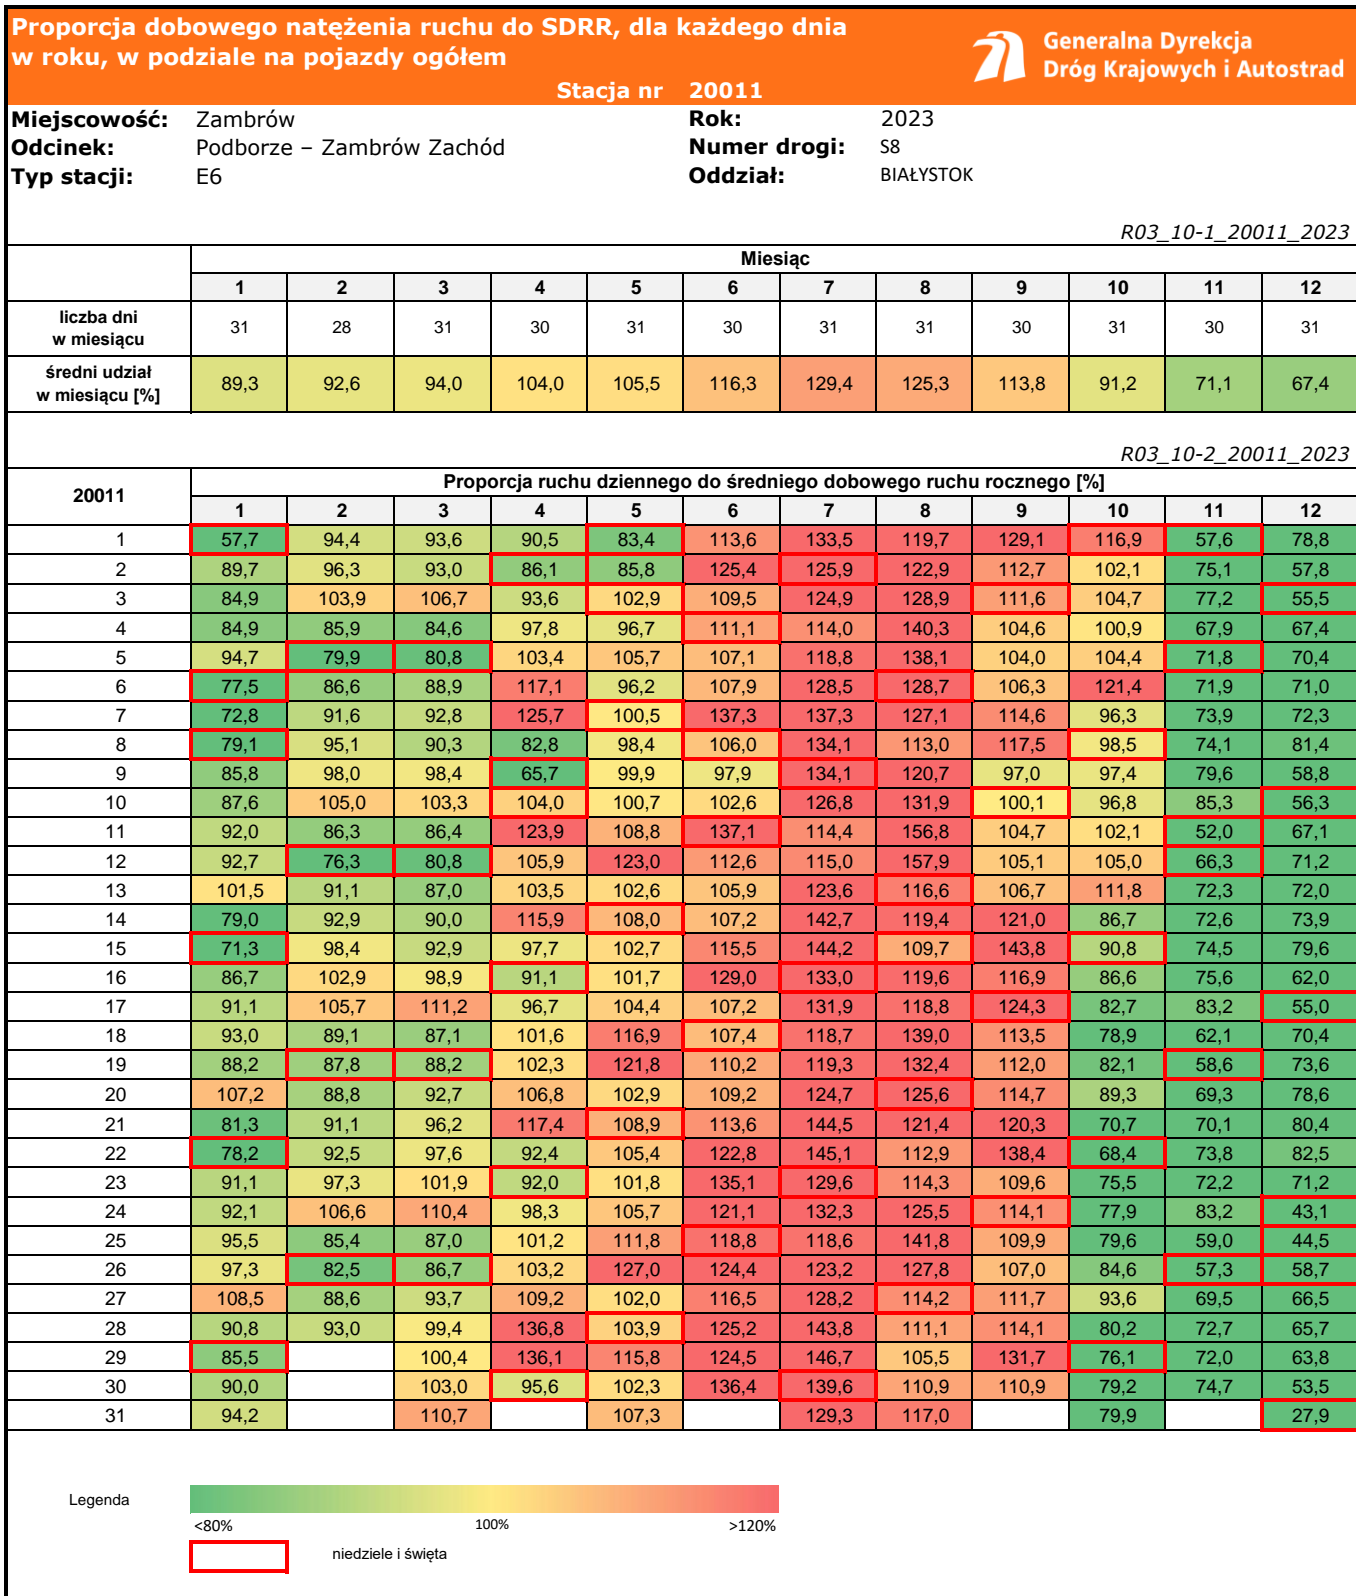 Proporcja dobowego natężenia ruchu do SDRR, dla każdego dnia
w roku, w podziale na pojazdy ogółem
Generalna Dyrekcja
Dróg Krajowych i Autostrad
Stacja nr 20011
Miejscowość: Zambrów Rok: 2023
Odcinek: Podborze – Zambrów Zachód Numer drogi: S8
Typ stacji: E6 Oddział: BIAŁYSTOK
R03_10-1_20011_2023
Miesiąc
1 2 3 4 5 6 7 8 9 10 11 12
liczba dni
w miesiącu
31 28 31 30 31 30 31 31 30 31 30 31
średni udział
w miesiącu [%]
89,3 92,6 94,0 104,0 105,5 116,3 129,4 125,3 113,8 91,2 71,1 67,4
R03_10-2_20011_2023
20011
Proporcja ruchu dziennego do średniego dobowego ruchu rocznego [%]
1 2 3 4 5 6 7 8 9 10 11 12
1 57,7 94,4 93,6 90,5 83,4 113,6 133,5 119,7 129,1 116,9 57,6 78,8
2 89,7 96,3 93,0 86,1 85,8 125,4 125,9 122,9 112,7 102,1 75,1 57,8
3 84,9 103,9 106,7 93,6 102,9 109,5 124,9 128,9 111,6 104,7 77,2 55,5
4 84,9 85,9 84,6 97,8 96,7 111,1 114,0 140,3 104,6 100,9 67,9 67,4
5 94,7 79,9 80,8 103,4 105,7 107,1 118,8 138,1 104,0 104,4 71,8 70,4
6 77,5 86,6 88,9 117,1 96,2 107,9 128,5 128,7 106,3 121,4 71,9 71,0
7 72,8 91,6 92,8 125,7 100,5 137,3 137,3 127,1 114,6 96,3 73,9 72,3
8 79,1 95,1 90,3 82,8 98,4 106,0 134,1 113,0 117,5 98,5 74,1 81,4
9 85,8 98,0 98,4 65,7 99,9 97,9 134,1 120,7 97,0 97,4 79,6 58,8
10 87,6 105,0 103,3 104,0 100,7 102,6 126,8 131,9 100,1 96,8 85,3 56,3
11 92,0 86,3 86,4 123,9 108,8 137,1 114,4 156,8 104,7 102,1 52,0 67,1
12 92,7 76,3 80,8 105,9 123,0 112,6 115,0 157,9 105,1 105,0 66,3 71,2
13 101,5 91,1 87,0 103,5 102,6 105,9 123,6 116,6 106,7 111,8 72,3 72,0
14 79,0 92,9 90,0 115,9 108,0 107,2 142,7 119,4 121,0 86,7 72,6 73,9
15 71,3 98,4 92,9 97,7 102,7 115,5 144,2 109,7 143,8 90,8 74,5 79,6
16 86,7 102,9 98,9 91,1 101,7 129,0 133,0 119,6 116,9 86,6 75,6 62,0
17 91,1 105,7 111,2 96,7 104,4 107,2 131,9 118,8 124,3 82,7 83,2 55,0
18 93,0 89,1 87,1 101,6 116,9 107,4 118,7 139,0 113,5 78,9 62,1 70,4
19 88,2 87,8 88,2 102,3 121,8 110,2 119,3 132,4 112,0 82,1 58,6 73,6
20 107,2 88,8 92,7 106,8 102,9 109,2 124,7 125,6 114,7 89,3 69,3 78,6
21 81,3 91,1 96,2 117,4 108,9 113,6 144,5 121,4 120,3 70,7 70,1 80,4
22 78,2 92,5 97,6 92,4 105,4 122,8 145,1 112,9 138,4 68,4 73,8 82,5
23 91,1 97,3 101,9 92,0 101,8 135,1 129,6 114,3 109,6 75,5 72,2 71,2
24 92,1 106,6 110,4 98,3 105,7 121,1 132,3 125,5 114,1 77,9 83,2 43,1
25 95,5 85,4 87,0 101,2 111,8 118,8 118,6 141,8 109,9 79,6 59,0 44,5
26 97,3 82,5 86,7 103,2 127,0 124,4 123,2 127,8 107,0 84,6 57,3 58,7
27 108,5 88,6 93,7 109,2 102,0 116,5 128,2 114,2 111,7 93,6 69,5 66,5
28 90,8 93,0 99,4 136,8 103,9 125,2 143,8 111,1 114,1 80,2 72,7 65,7
29 85,5 100,4 136,1 115,8 124,5 146,7 105,5 131,7 76,1 72,0 63,8
30 90,0 103,0 95,6 102,3 136,4 139,6 110,9 110,9 79,2 74,7 53,5
31 94,2 110,7 107,3 129,3 117,0 79,9 27,9
Legenda
<80% 100% >120%
niedziele i święta